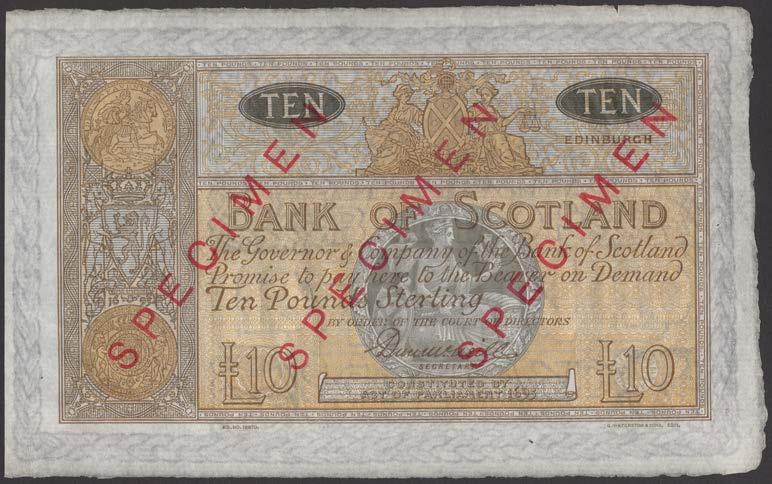 TEN TEN
EDINBURGH
BANK OF SCOTLAND
The Governor & Company of the Bank of Scotland
Promise to pay here to the Bearer on Demand
Ten Pounds Sterling
BY ORDER OF THE COURT OF DIRECTORS
SECRETARY
£10 £10
CONSTITUTED BY
ACT OF PARLIAMENT 1695
SPECIMEN
SPECIMEN
SPECIMEN